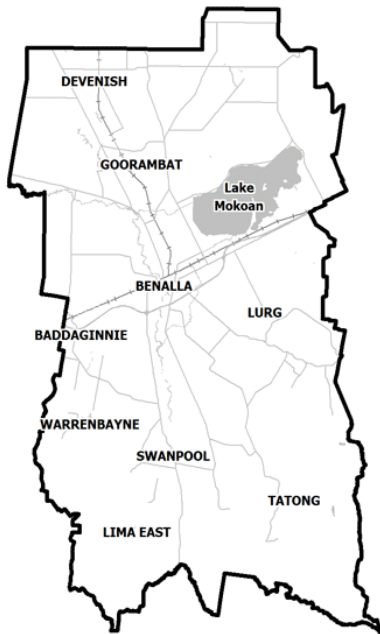 DEVENISH
GOORAMBAT
Lake
Mokoan
BENALLA
LURG
BADDAGINNIE
WARRENBAYNE
SWANPOOL
TATONG
LIMA EAST